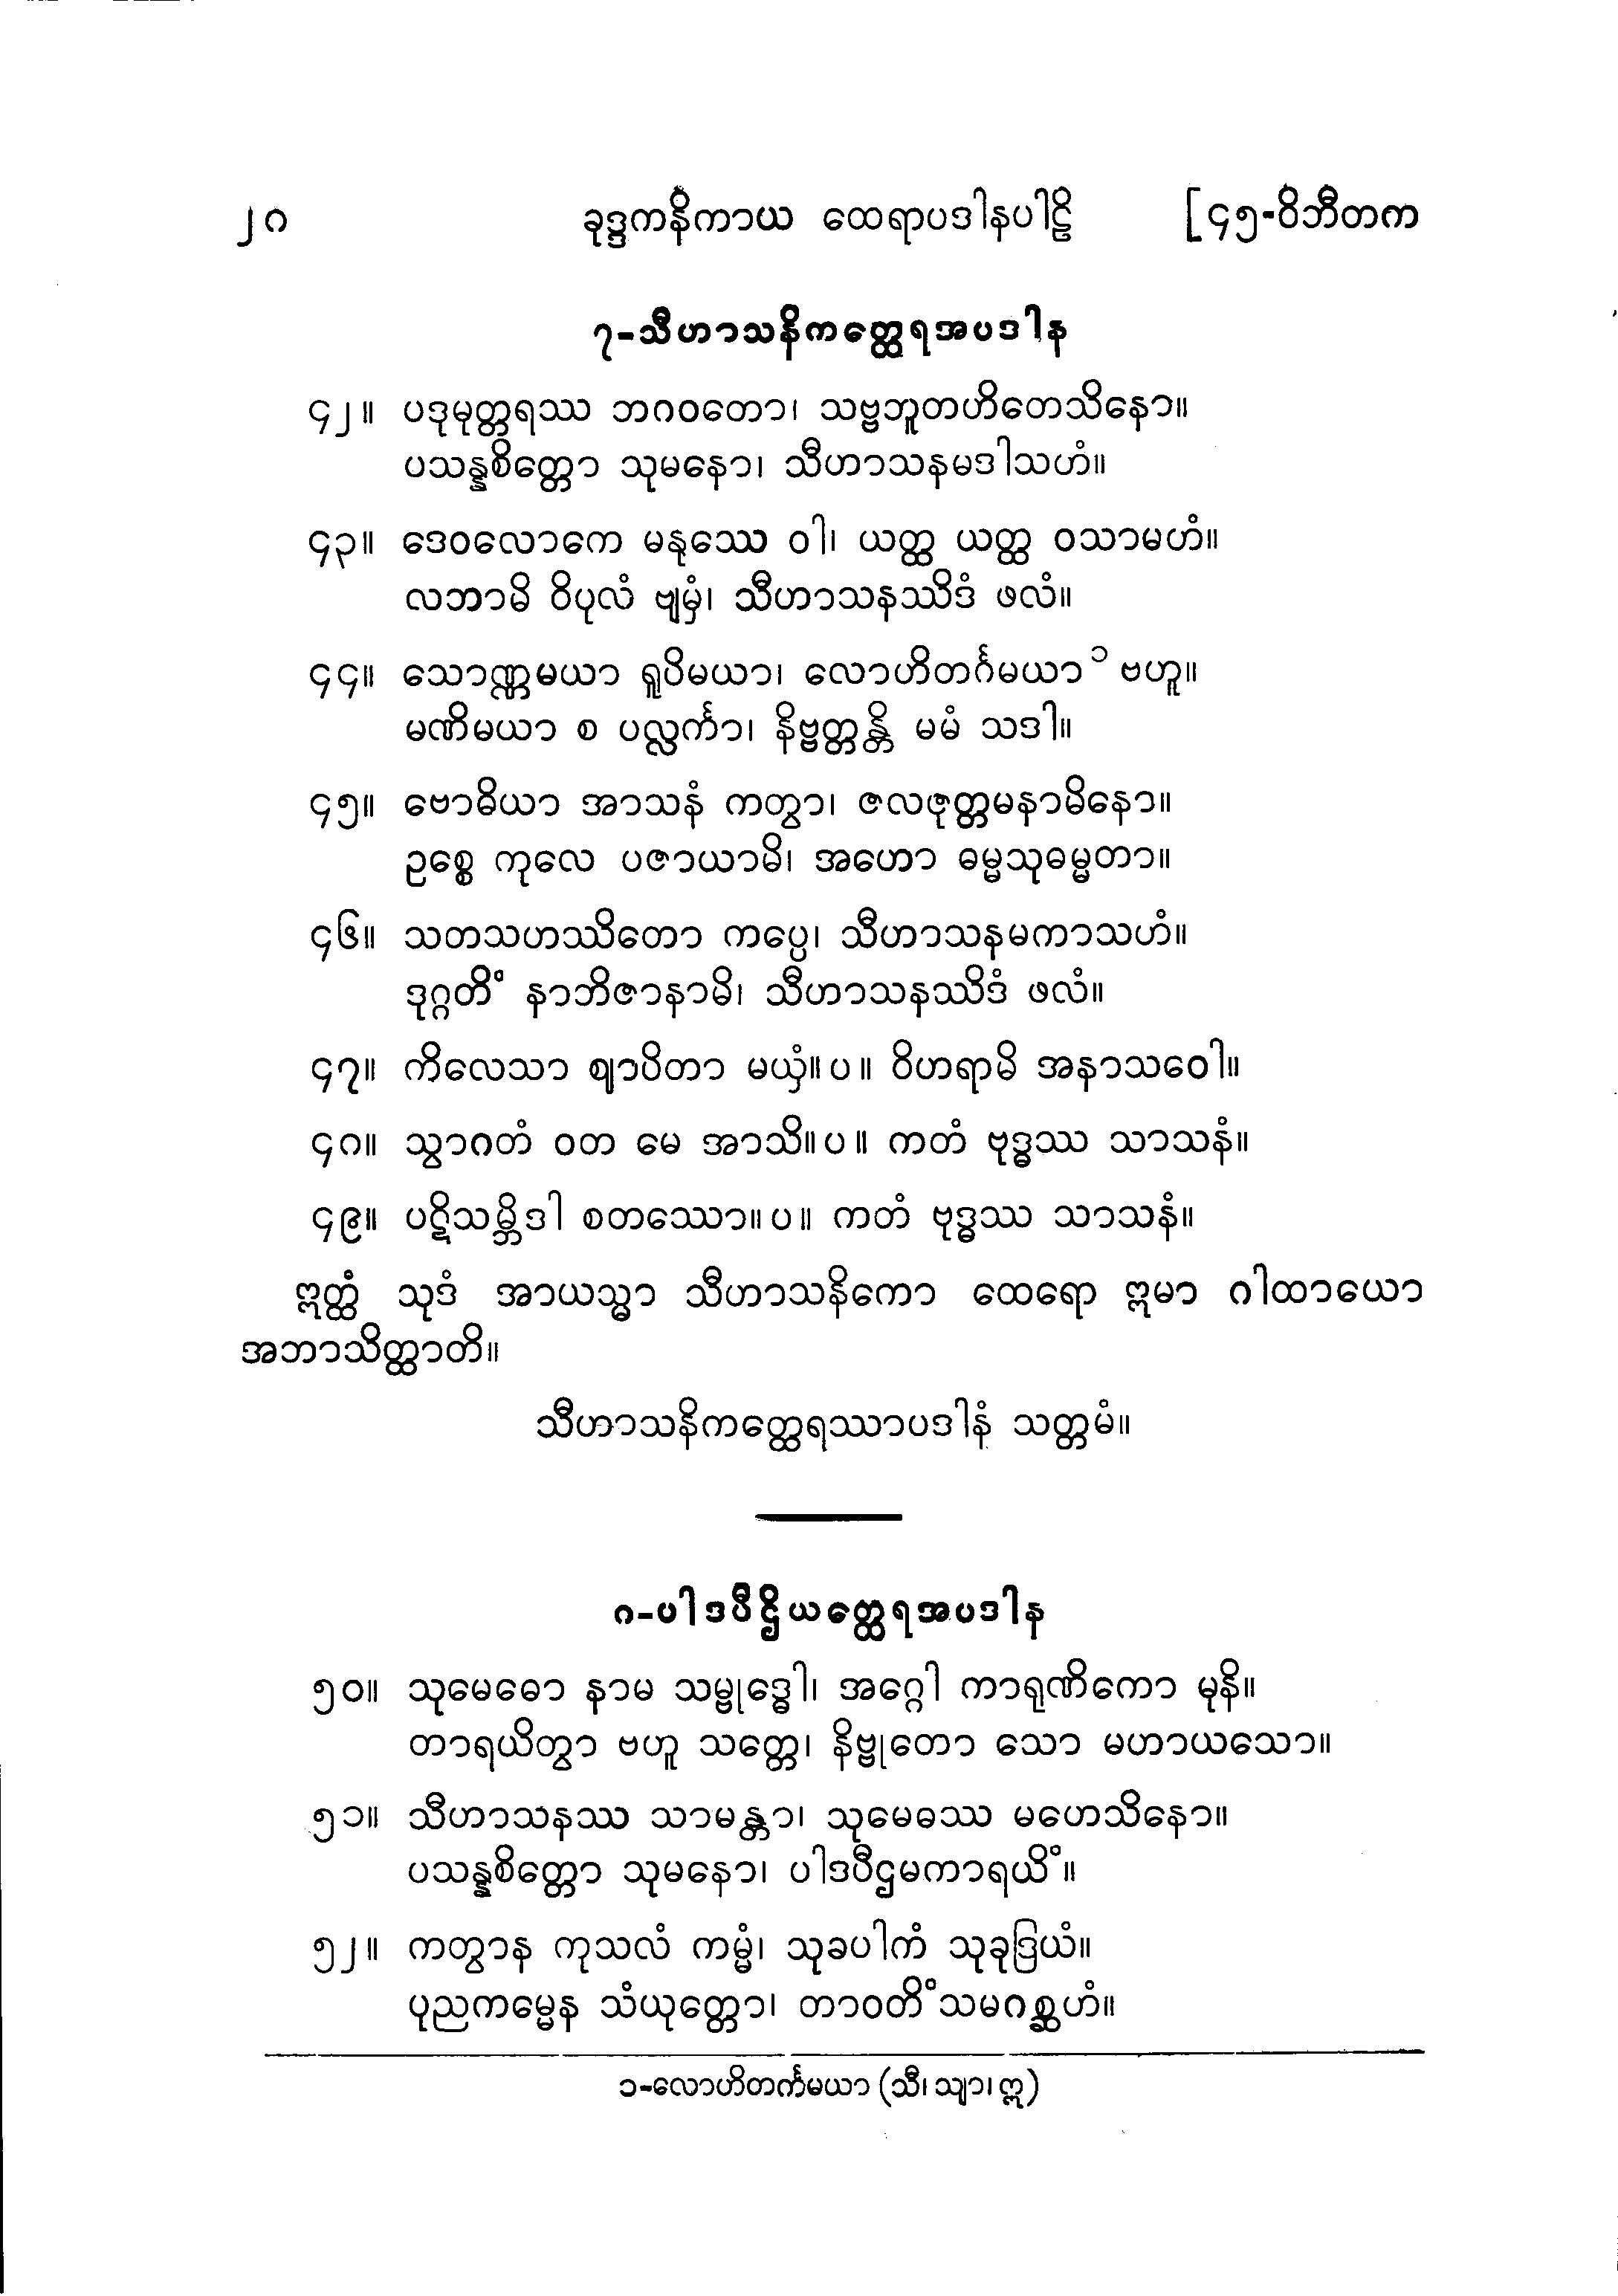 ၂၈ ခုဒ္ဒကနိကာယ ထေရာပဒါနပါဠိ [၄၅-ဝိဘီတက
၇-သီဟာသနိကတ္ထေရအပဒါန
၄၂။ ပဒုမုတ္တရဿ ဘဂဝတော၊ သဗ္ဗဘူတဟိတေသိနော။
ပသန္နစိတ္တော သုမနော၊ သီဟာသနမဒါသဟံ။
၄၃။ ဒေဝလောကေ မနုဿေ ဝါ၊ ယတ္ထ ယတ္ထ ဝသာမဟံ။
လဘာမိ ဝိပုလံ ဗျမှံ၊ သီဟာသနဿိဒံ ဖလံ။
၄၄။ သောဏ္ဏမယာ ရူပိမယာ၊ လောဟိတင်္ဂမယာ ၁ ဗဟူ။
မဏိမယာ စ ပလ္လင်္ကာ၊ နိဗ္ဗတ္တန္တိ မမံ သဒါ။
၄၅။ ဗောဓိယာ အာသနံ ကတွာ၊ ဇလဇုတ္တမနာမိနော။
ဥစ္စေ ကုလေ ပဇာယာမိ၊ အဟော ဓမ္မသုဓမ္မတာ။
၄၆။ သတသဟဿိတော ကပ္ပေ၊ သီဟာသနမကာသဟံ။
ဒုဂ္ဂတိံ နာဘိဇာနာမိ၊ သီဟာသနဿိဒံ ဖလံ။
၄၇။ ကိလေသာ ဈာပိတာ မယှံ။ပ။ ဝိဟရာမိ အနာသဝေါ။
၄၈။ သွာဂတံ ဝတ မေ အာသိ။ပ။ ကတံ ဗုဒ္ဓဿ သာသနံ။
၄၉။ ပဋိသမ္ဘိဒါ စတဿော။ပ။ ကတံ ဗုဒ္ဓဿ သာသနံ။
ဣတ္ထံ သုဒံ အာယသ္မာ သီဟာသနိကော ထေရော ဣမာ ဂါထာယော
အဘာသိတ္ထာတိ။
သီဟာသနိကတ္ထေရဿာပဒါနံ သတ္တမံ။
၈-ပါဒပီဌိယတ္ထေရအပဒါန
၅၀။ သုမေဓော နာမ သမ္ဗုဒ္ဓေါ၊ အဂ္ဂေါ ကာရုဏိကော မုနိ။
တာရယိတွာ ဗဟူ သတ္တေ၊ နိဗ္ဗုတော သော မဟာယသော။
၅၁။ သီဟာသနဿ သာမန္တာ၊ သုမေဓဿ မဟေသိနော။
ပသန္နစိတ္တော သုမနော၊ ပါဒပီဌမကာရယိံ။
၅၂။ ကတွာန ကုသလံ ကမ္မံ၊ သုခပါကံ သုခုဒြယံ။
ပုညကမ္မေန သံယုတ္တော၊ တာဝတိံသမဂစ္ဆဟံ။
၁-လောဟိတင်္ကမယာ (သီ၊ သျာ၊ ဣ)